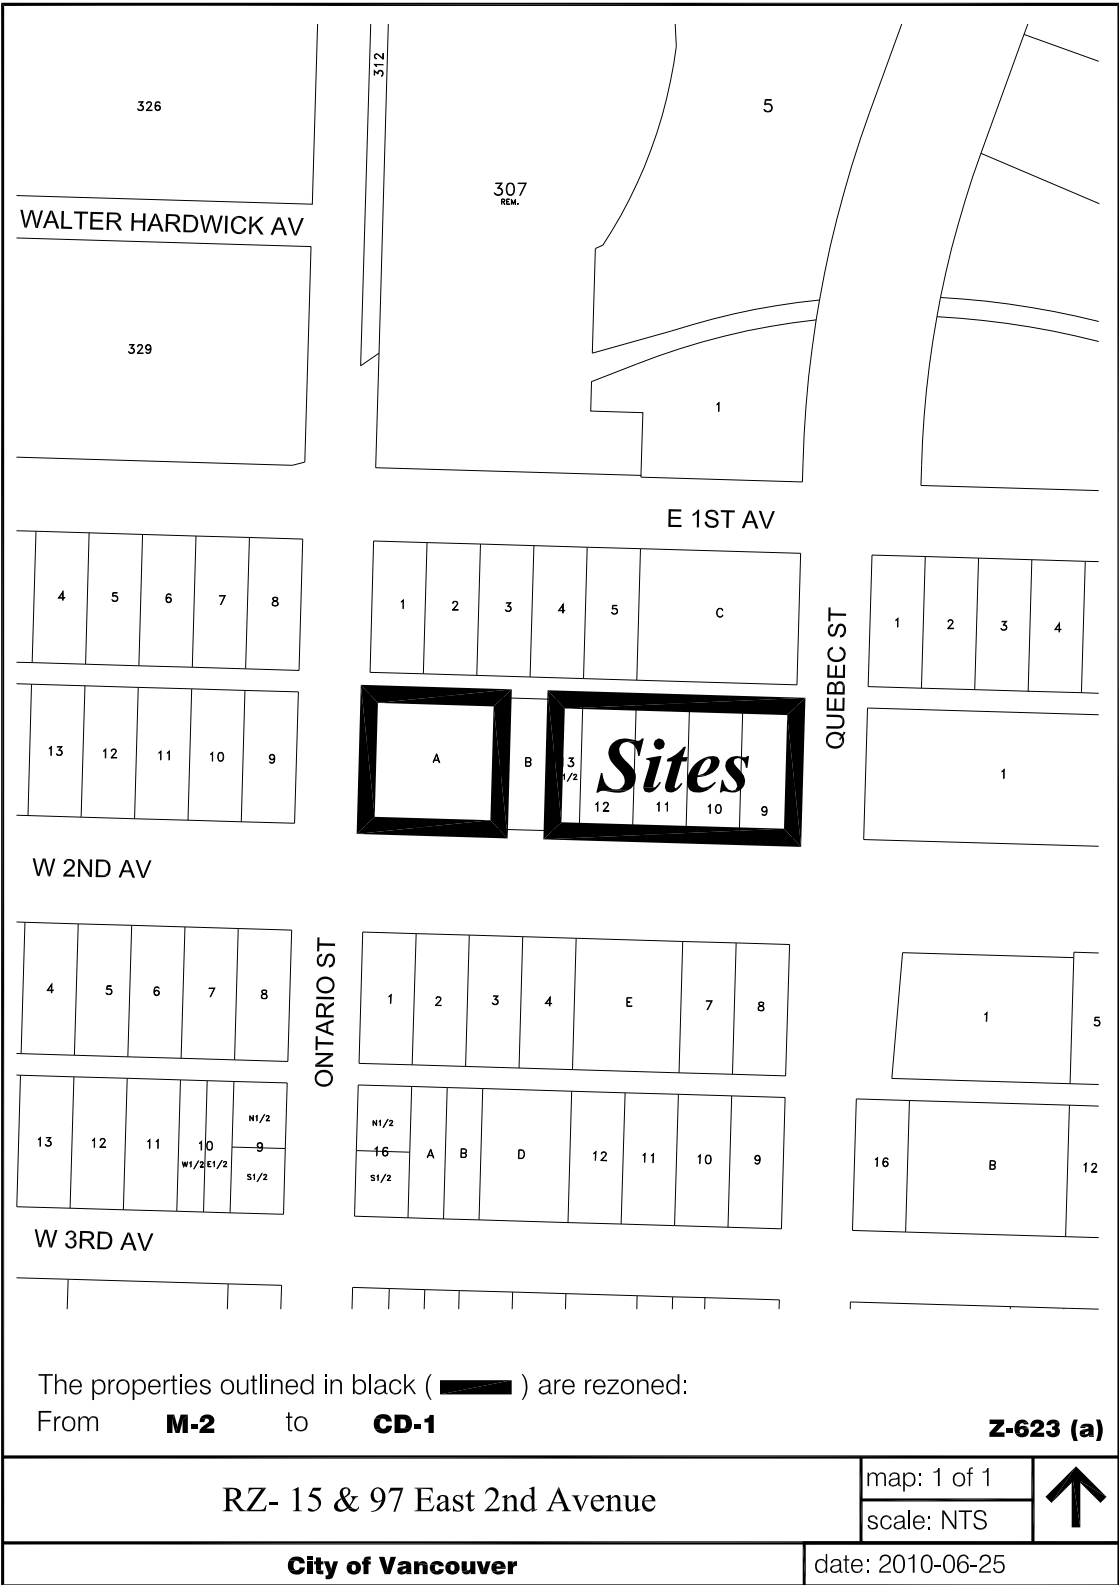 312
326
5
307
REM.
WALTER HARDWICK AV
329
1
E 1ST AV
4 5 6 7 8
1 2 3 4 5 C
1 2 3 4
QUEBEC ST
13 12 11 10 9
A B 3 1/2 12 11 10 9
Sites
1
W 2ND AV
4 5 6 7 8
ONTARIO ST
1 2 3 4 E 7 8
1 5
13 12 11 10 W1/2 E1/2 N1/2 9 S1/2
N1/2 16 S1/2 A B D 12 11 10 9
16 B 12
W 3RD AV
The properties outlined in black ( ) are rezoned:
From M-2 to CD-1
Z-623 (a)
RZ- 15 & 97 East 2nd Avenue
map: 1 of 1
scale: NTS
City of Vancouver
date: 2010-06-25